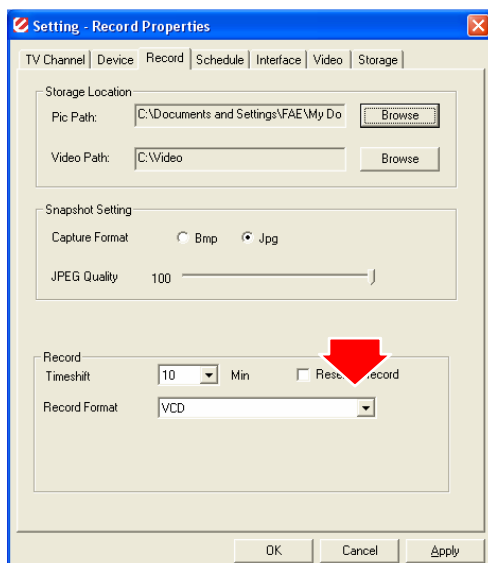 Setting - Record Properties
TV Channel Device Record Schedule Interface Video Storage
Storage Location
Pic Path: C:\Documents and Settings\FAE\My Do Browse
Video Path: C:\Video Browse
Snapshot Setting
Capture Format Bmp Jpg
JPEG Quality 100
Record
Timeshift 10 Min
Record Format VCD
OK Cancel Apply